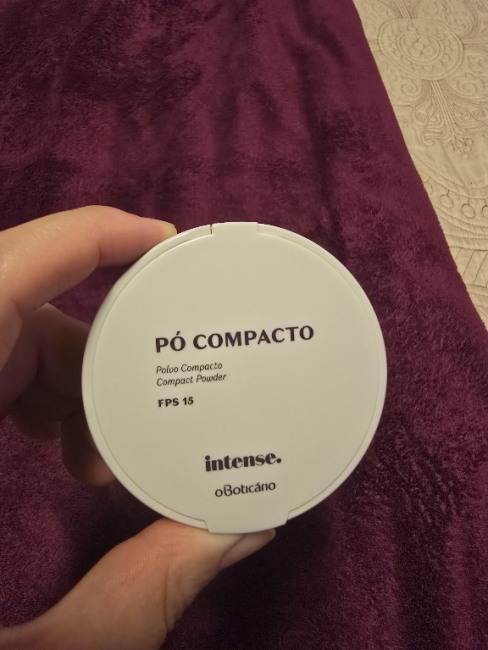 PÓ COMPACTO
Polvo Compacto
Compact Powder
FPS 15
intense.
oBoticário